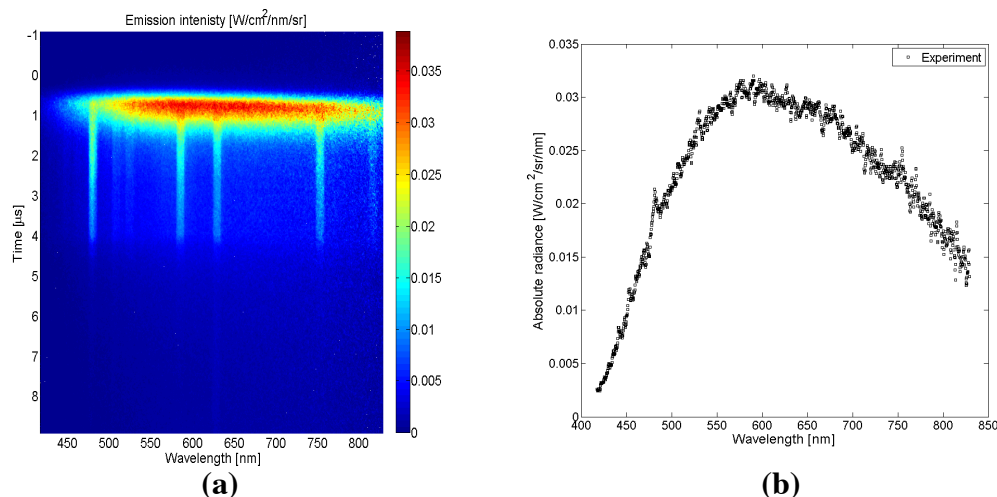 Emission intenisty [W/cm²/nm/sr]
-1
0
1
2
3
4
5
6
7
8
Time [µs]
450 500 550 600 650 700 750 800
Wavelength [nm]
0.035
0.03
0.025
0.02
0.015
0.01
0.005
0
(a)
0.035
0.03
0.025
0.02
0.015
0.01
0.005
0
Absolute radiance [W/cm²/sr/nm]
Experiment
400 450 500 550 600 650 700 750 800 850
Wavelength [nm]
(b)